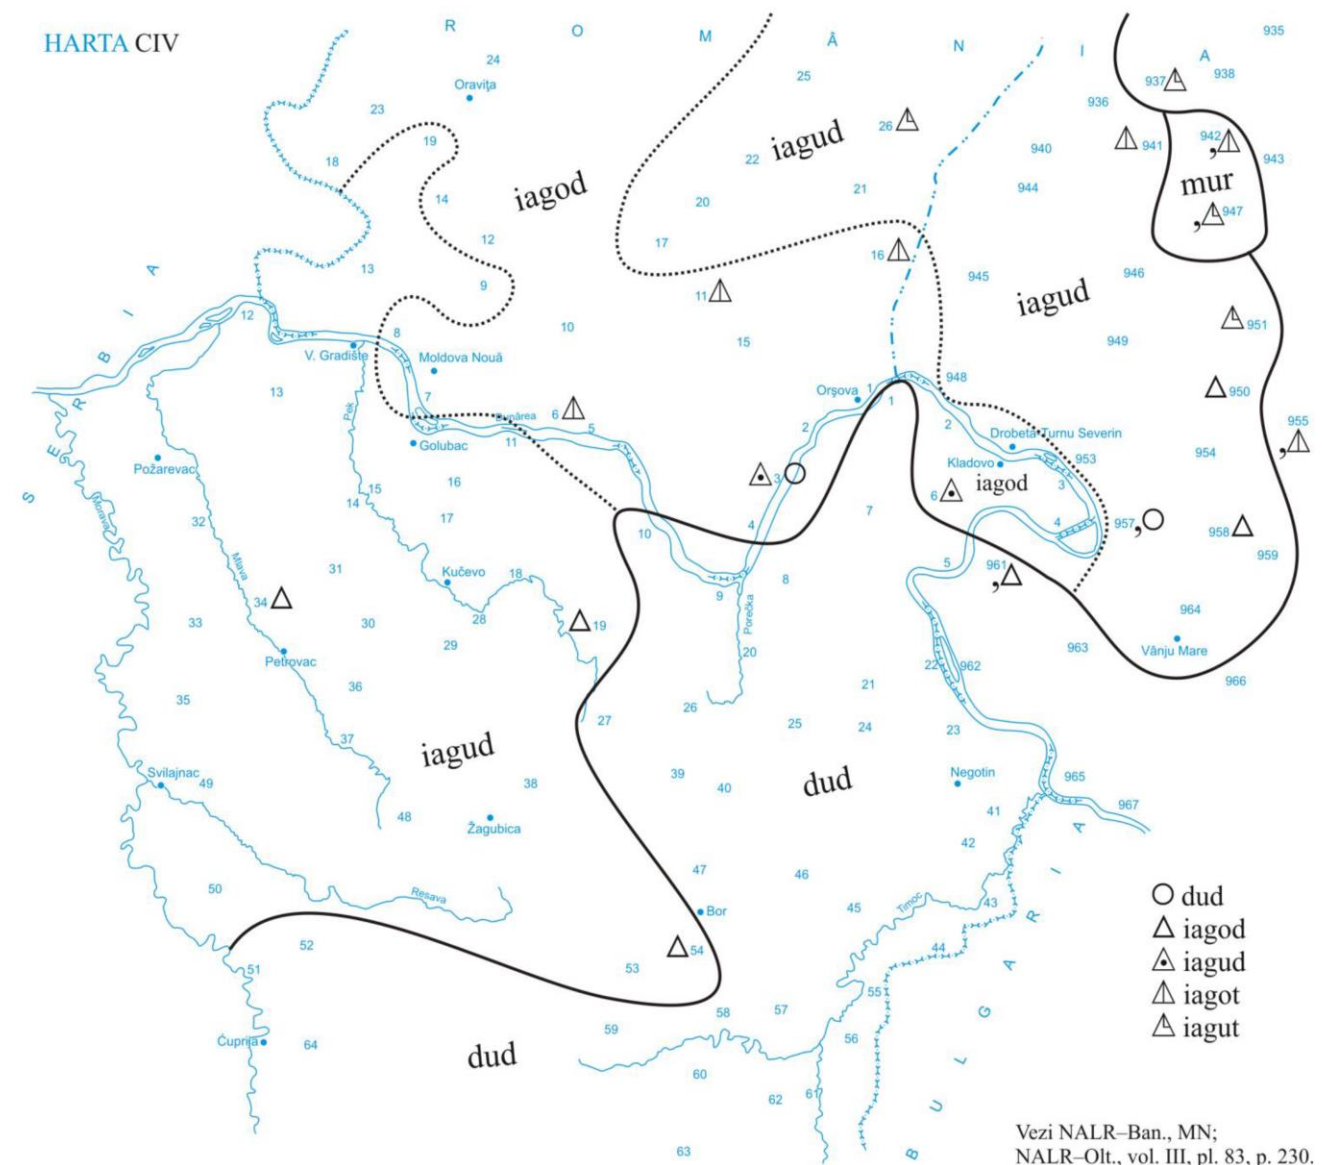 HARTA CIV
R O M Â N I A
935
24
Oraviţa
25
937
938
23
936
26
19
iagud
942
,
18
22
940
941
943
iagod
mur
14
20
21
944
,
947
12
17
16
13
945
946
9
11
iagud
12
10
951
8
15
949
V. Gradište
Moldova Nouă
13
7
Orşova
1
1
948
950
Pek
6
Dunărea
5
11
2
2
Drobeta-Turnu Severin
955
,
Golubac
Požarevac
Kladovo
953
954
16
3
iagod
3
15
14
6
Morava
32
17
10
4
7
4
957
,
958
959
Mlava
31
Kučevo
18
8
5
961
,
34
9
Porečka
33
30
28
19
964
29
20
963
Vânju Mare
Petrovac
22
962
36
21
966
35
26
27
25
24
23
37
iagud
Svilajnac
49
38
39
40
dud
Negotin
965
48
Žagubica
41
967
42
47
46
50
Resava
Bor
45
Timoc
43
52
54
44
51
53
55
58
57
Ćuprija
64
dud
59
56
60
62
61
63
S E R B I A
B U L G A R I A
dud
iagod
iagud
iagot
iagut
Vezi NALR–Ban., MN;
NALR–Olt., vol. III, pl. 83, p. 230.